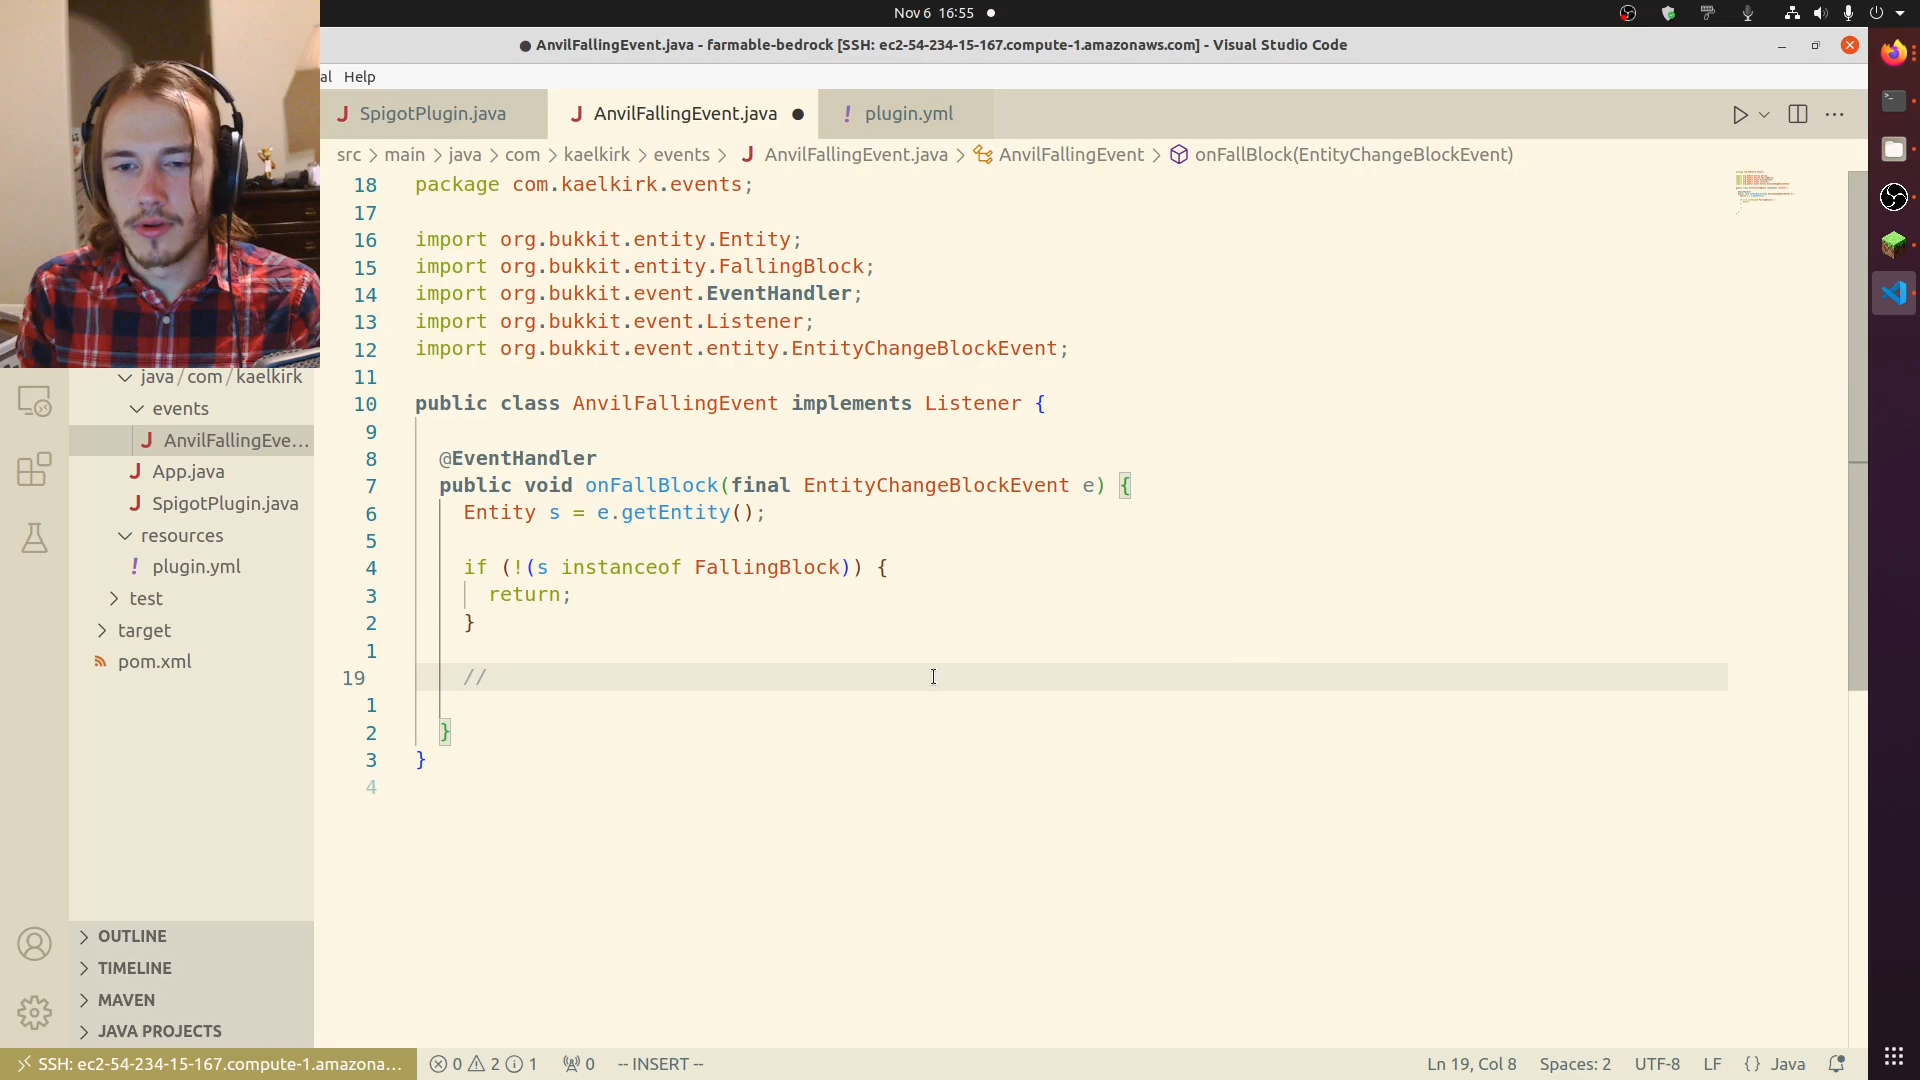 Nov 6 16:55
AnvilFallingEvent.java - farmable-bedrock [SSH: ec2-54-234-15-167.compute-1.amazonaws.com] - Visual Studio Code
al Help
SpigotPlugin.java
AnvilFallingEvent.java
plugin.yml
src > main > java > com > kaelkirk > events > AnvilFallingEvent.java > AnvilFallingEvent > onFallBlock(EntityChangeBlockEvent)
18 package com.kaelkirk.events;
17
16 import org.bukkit.entity.Entity;
15 import org.bukkit.entity.FallingBlock;
14 import org.bukkit.event.EventHandler;
13 import org.bukkit.event.Listener;
12 import org.bukkit.event.entity.EntityChangeBlockEvent;
11
10 public class AnvilFallingEvent implements Listener {
9
8 @EventHandler
7 public void onFallBlock(final EntityChangeBlockEvent e) {
6 Entity s = e.getEntity();
5
4 if (!(s instanceof FallingBlock)) {
3 return;
2 }
1
19 //
1
2 }
3 }
4
java/com/kaelkirk
events
AnvilFallingEve...
App.java
SpigotPlugin.java
resources
plugin.yml
test
target
pom.xml
OUTLINE
TIMELINE
MAVEN
JAVA PROJECTS
SSH: ec2-54-234-15-167.compute-1.amazona... 0 2 1 0 -- INSERT -- Ln 19, Col 8 Spaces: 2 UTF-8 LF {} Java